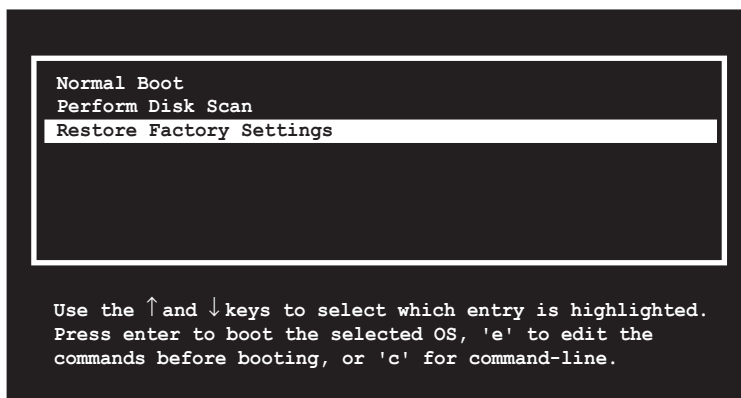 Normal Boot
Perform Disk Scan
Restore Factory Settings
Use the ↑ and ↓ keys to select which entry is highlighted.
Press enter to boot the selected OS, 'e' to edit the
commands before booting, or 'c' for command-line.